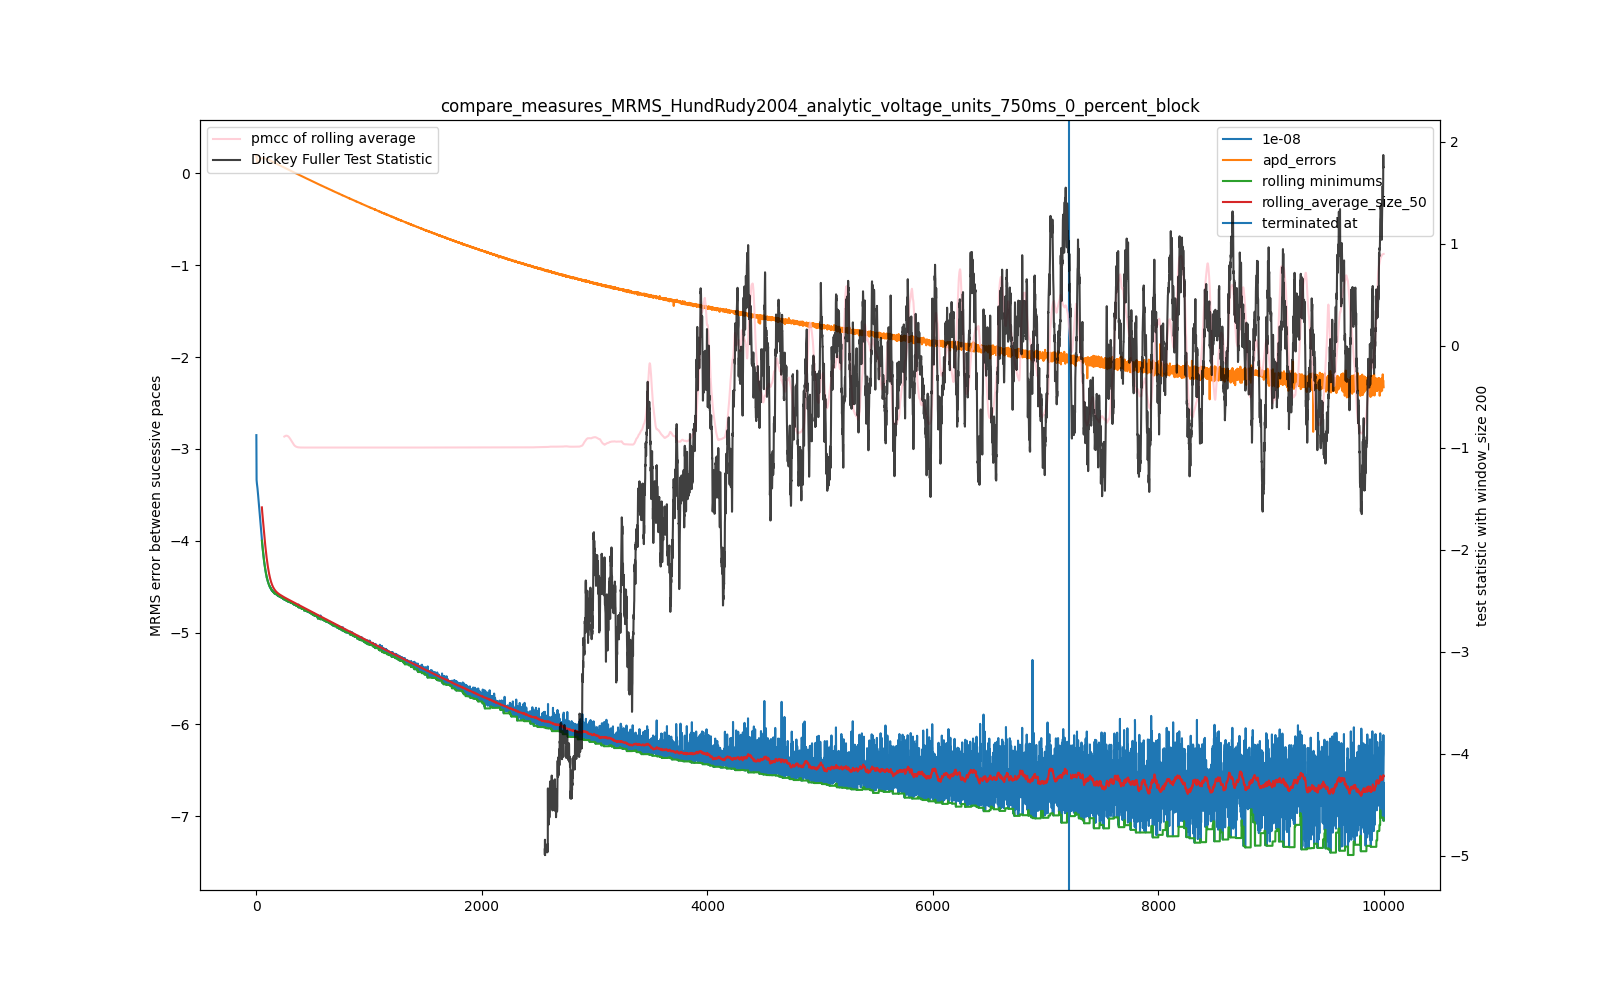 compare_measures_MRMS_HundRudy2004_analytic_voltage_units_750ms_0_percent_block
pmcc of rolling average
Dickey Fuller Test Statistic
1e-08
apd_errors
rolling minimums
rolling_average_size_50
terminated at
MRMS error between sucessive paces
0
−1
−2
−3
−4
−5
−6
−7
2
1
0
−1
−2
−3
−4
−5
test statistic with window_size 200
0
2000
4000
6000
8000
10000